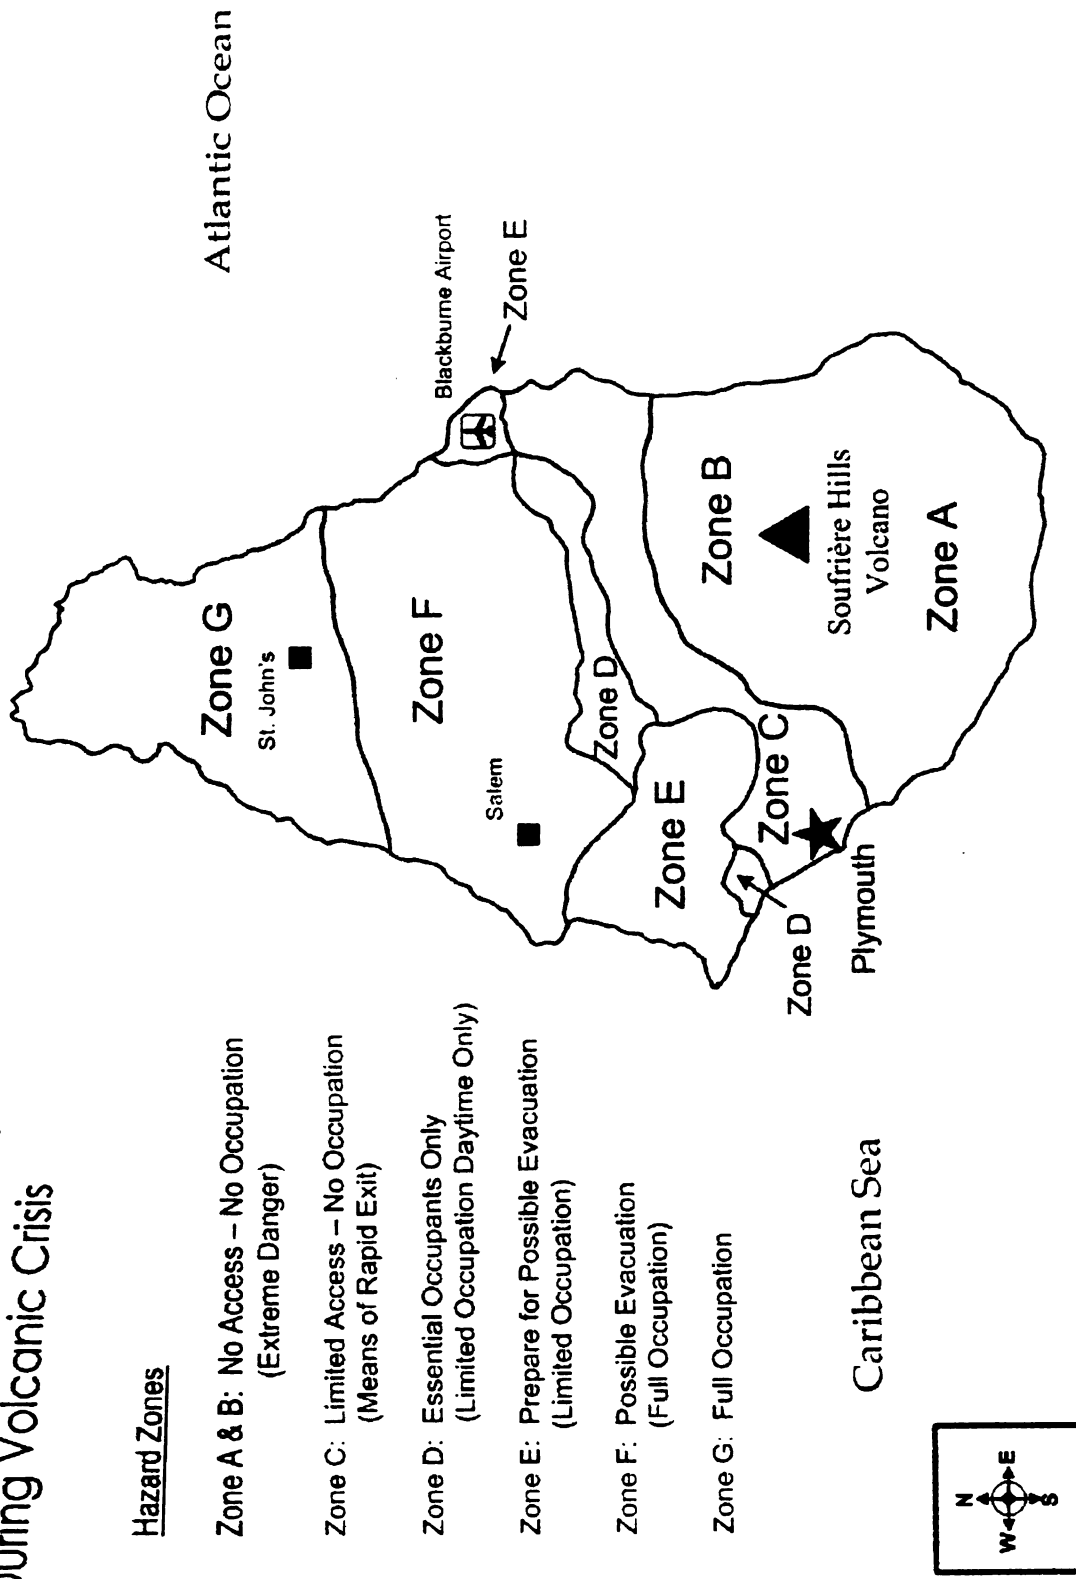 During Volcanic Crisis
Hazard Zones
Zone A & B: No Access – No Occupation
(Extreme Danger)
Zone C: Limited Access – No Occupation
(Means of Rapid Exit)
Zone D: Essential Occupants Only
(Limited Occupation Daytime Only)
Zone E: Prepare for Possible Evacuation
(Limited Occupation)
Zone F: Possible Evacuation
(Full Occupation)
Zone G: Full Occupation
Atlantic Ocean
Zone G
St. John's
Zone F
Salem
Blackburne Airport
Zone E
Zone D
Zone E
Zone B
Soufrière Hills
Volcano
Zone A
Zone C
Zone D
Plymouth
Caribbean Sea
N
W
E
S